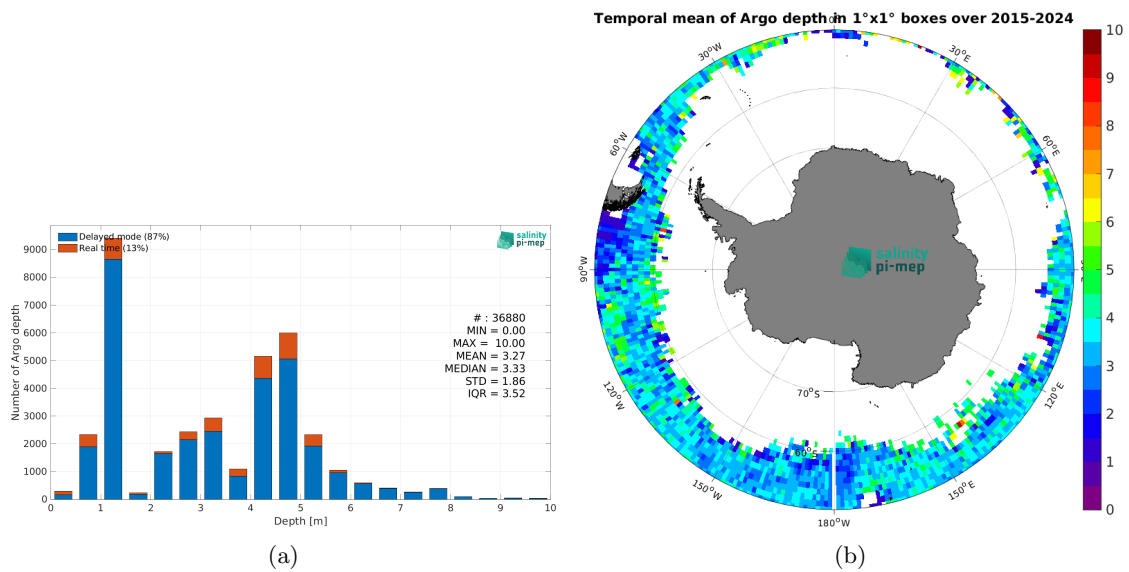 Temporal mean of Argo depth in 1°x1° boxes over 2015-2024
Delayed mode (87%)
Real time (13%)
salinity
pi-mep
# : 36880
MIN = 0.00
MAX = 10.00
MEAN = 3.27
MEDIAN = 3.33
STD = 1.86
IQR = 3.52
Number of Argo depth
9000
8000
7000
6000
5000
4000
3000
2000
1000
0
0 1 2 3 4 5 6 7 8 9 10
Depth [m]
(a)
30°W
30°E
60°W
60°E
90°W
120°W
120°E
150°W
150°E
180°W
70°S
60°S
salinity
pi-mep
10
9
8
7
6
5
4
3
2
1
0
(b)